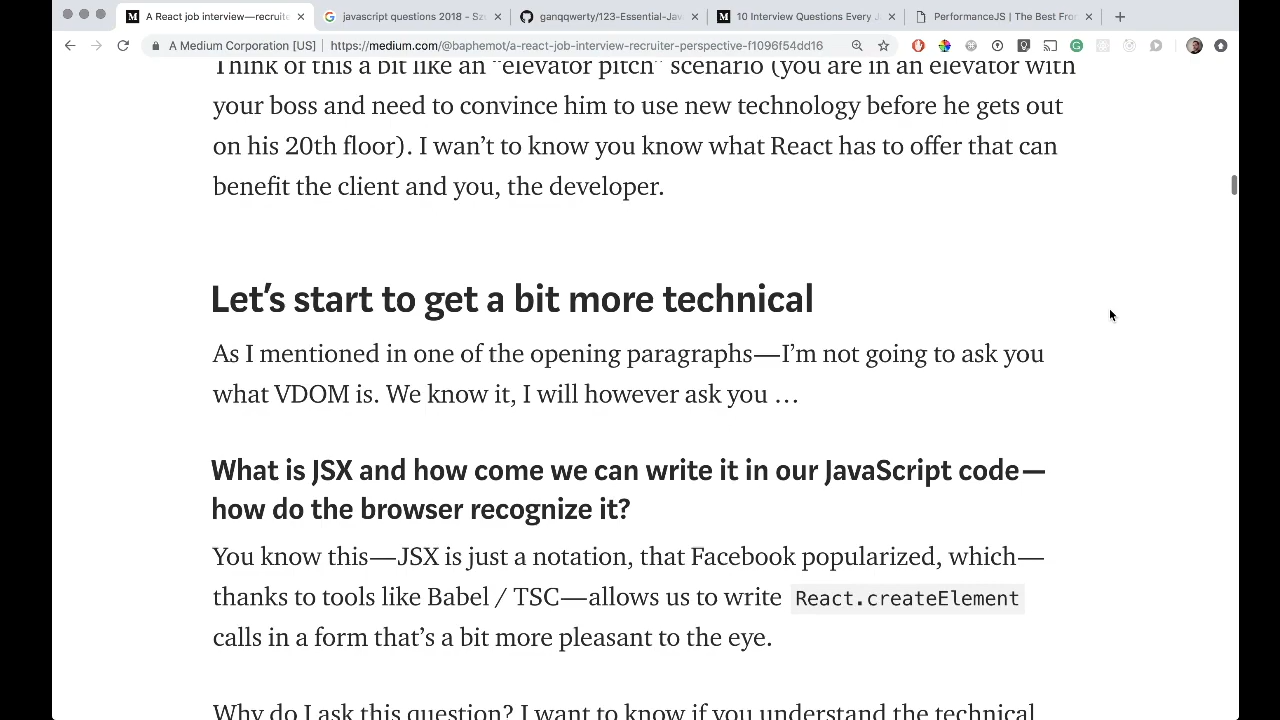 A React job interview—recruite
javascript questions 2018 - Sz
ganqqwerty/123-Essential-Jav
10 Interview Questions Every J
PerformanceJS | The Best Fron
A Medium Corporation [US] | https://medium.com/@baphemot/a-react-job-interview-recruiter-perspective-f1096f54dd16
Think of this a bit like an “elevator pitch” scenario (you are in an elevator with
your boss and need to convince him to use new technology before he gets out
on his 20th floor). I wan’t to know you know what React has to offer that can
benefit the client and you, the developer.
Let’s start to get a bit more technical
As I mentioned in one of the opening paragraphs — I’m not going to ask you
what VDOM is. We know it, I will however ask you …
What is JSX and how come we can write it in our JavaScript code —
how do the browser recognize it?
You know this — JSX is just a notation, that Facebook popularized, which —
thanks to tools like Babel / TSC — allows us to write React.createElement
calls in a form that’s a bit more pleasant to the eye.
Why do I ask this question? I want to know if you understand the technical